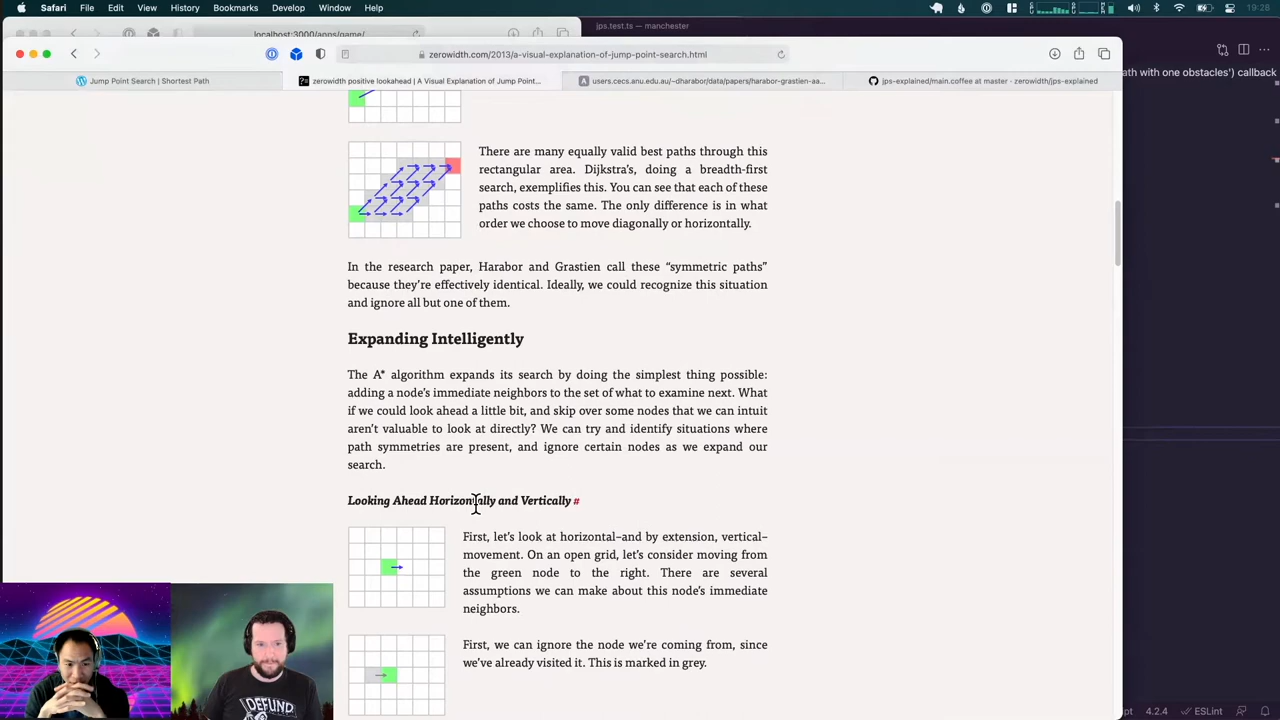 Safari File Edit View History Bookmarks Develop Window Help 19:26
localhost:3000/apps/game/
jps.test.ts — manchester
zerowidth.com/2013/a-visual-explanation-of-jump-point-search.html
Jump Point Search | Shortest Path
zerowidth positive lookahead | A Visual Explanation of Jump Point...
users.cecs.anu.edu.au/~dharabor/data/papers/harabor-grastien-aa...
jps-explained/main.coffee at master · zerowidth/jps-explained
ath with one obstacles') callback
There are many equally valid best paths through this
rectangular area. Dijkstra's, doing a breadth-first
search, exemplifies this. You can see that each of these
paths costs the same. The only difference is in what
order we choose to move diagonally or horizontally.
In the research paper, Harabor and Grastien call these “symmetric paths”
because they're effectively identical. Ideally, we could recognize this situation
and ignore all but one of them.
Expanding Intelligently
The A* algorithm expands its search by doing the simplest thing possible:
adding a node's immediate neighbors to the set of what to examine next. What
if we could look ahead a little bit, and skip over some nodes that we can intuit
aren't valuable to look at directly? We can try and identify situations where
path symmetries are present, and ignore certain nodes as we expand our
search.
Looking Ahead Horizontally and Vertically #
First, let's look at horizontal–and by extension, vertical–
movement. On an open grid, let's consider moving from
the green node to the right. There are several
assumptions we can make about this node's immediate
neighbors.
First, we can ignore the node we're coming from, since
we've already visited it. This is marked in grey.
DEFUND
pt 4.2.4 ESLint